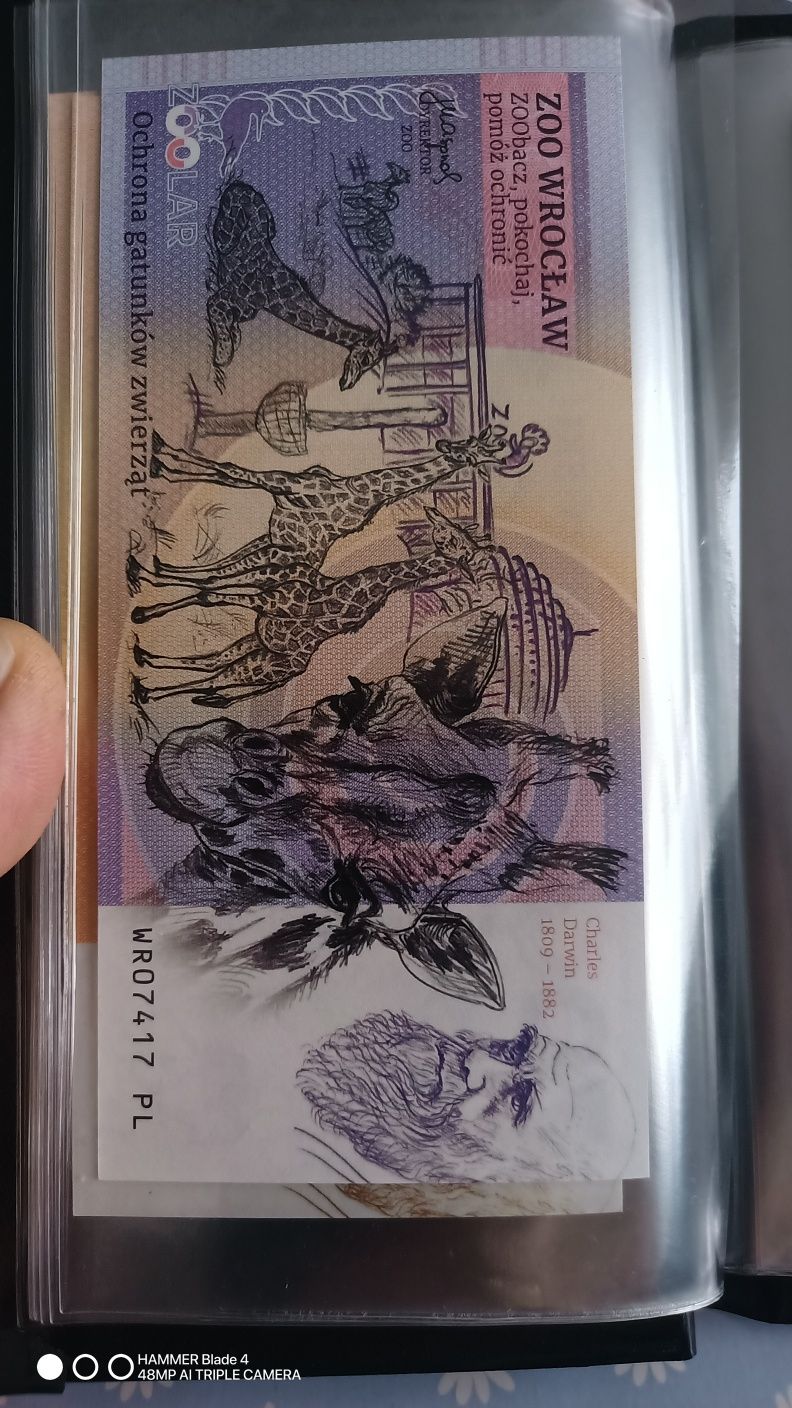 ZOO WROCŁAW
ZOObacz, pokochaj,
pomóż ochronić
DYREKTOR
ZOO
ZOOLAR
Ochrona gatunków zwierząt
ZOO
Charles
Darwin
1809 – 1882
WR07417 PL
HAMMER Blade 4
48MP AI TRIPLE CAMERA